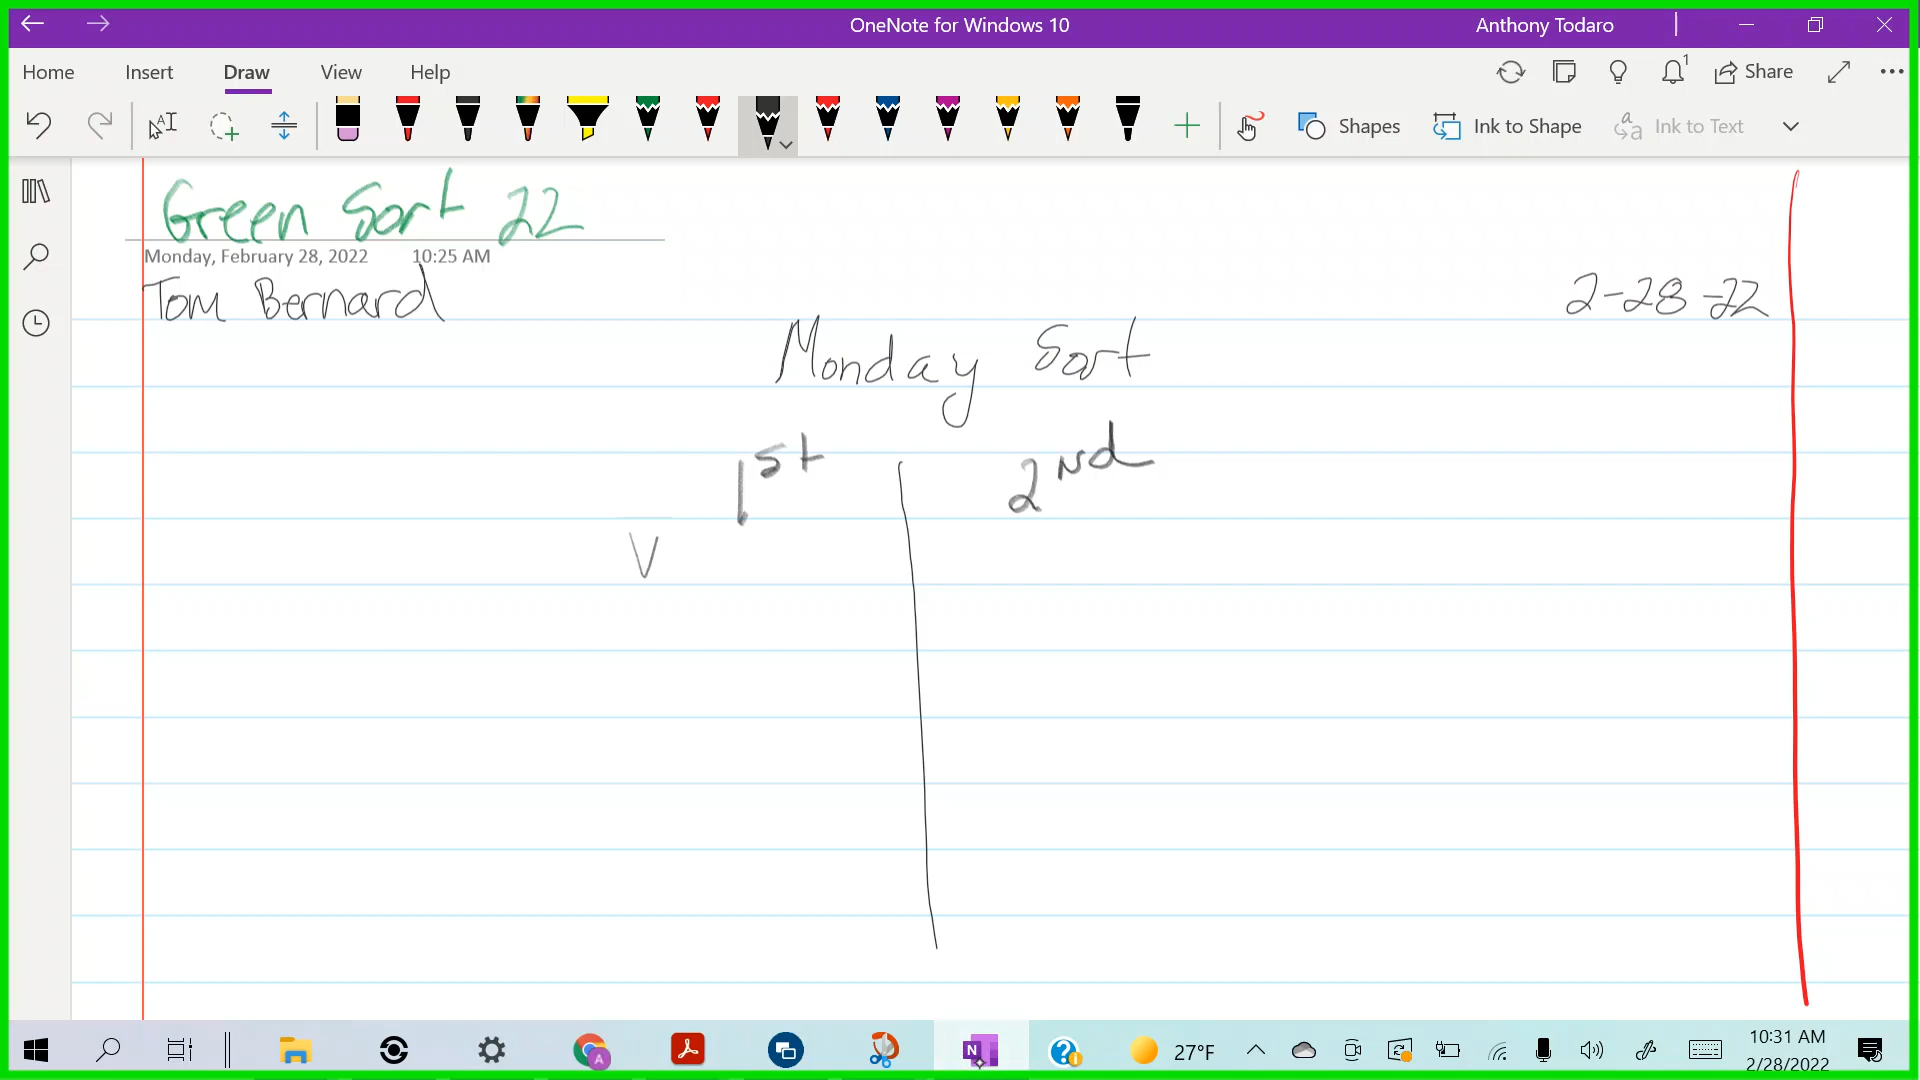 OneNote for Windows 10
Anthony Todaro
Home Insert Draw View Help
1
Share
Shapes
Ink to Shape
Ink to Text
Green Sort 22
Monday, February 28, 2022 10:25 AM
Tom Bernard
2-28-22
Monday Sort
1st 2nd
V
27°F
10:31 AM
2/28/2022